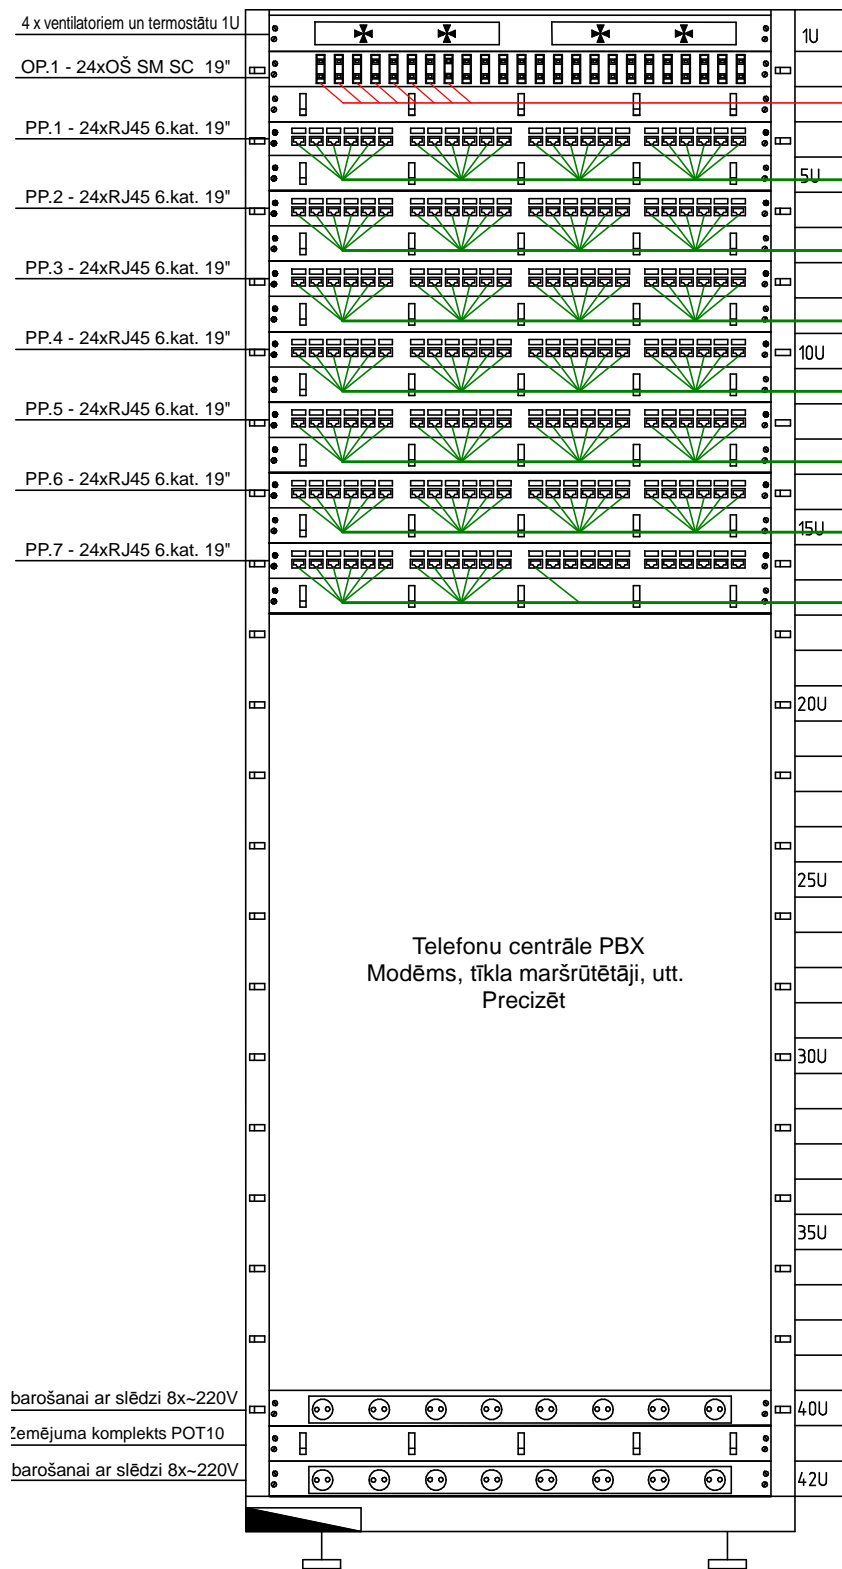 4 x ventilatoriem un termostātu 1U
1U
OP.1 - 24xOŠ SM SC 19"
PP.1 - 24xRJ45 6.kat. 19"
5U
PP.2 - 24xRJ45 6.kat. 19"
PP.3 - 24xRJ45 6.kat. 19"
PP.4 - 24xRJ45 6.kat. 19"
10U
PP.5 - 24xRJ45 6.kat. 19"
PP.6 - 24xRJ45 6.kat. 19"
15U
PP.7 - 24xRJ45 6.kat. 19"
20U
25U
Telefonu centrāle PBX
Modēms, tīkla maršrūtētāji, utt.
Precizēt
30U
35U
barošanai ar slēdzi 8x~220V
40U
Zemējuma komplekts POT10
barošanai ar slēdzi 8x~220V
42U